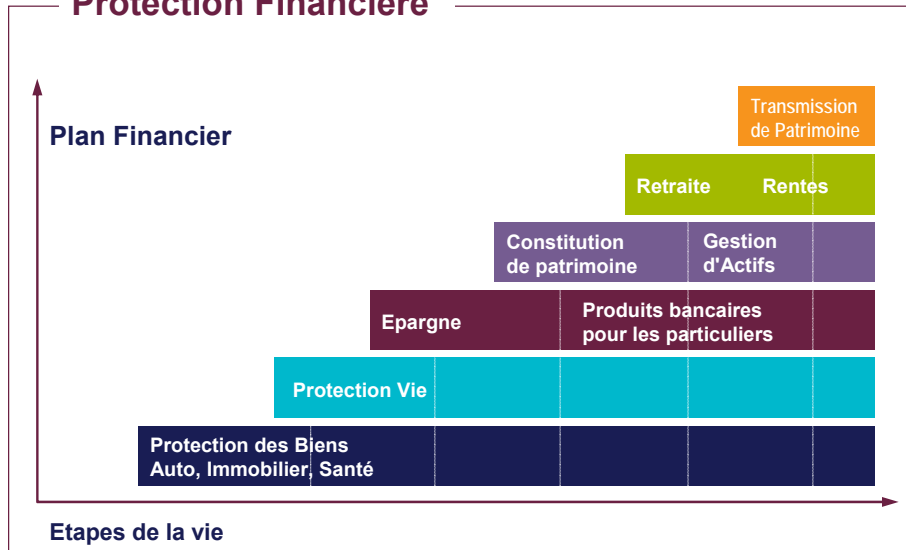 Protection Financière
Plan Financier
Transmission
de Patrimoine
Retraite Rentes
Constitution
de patrimoine
Gestion
d'Actifs
Epargne
Produits bancaires
pour les particuliers
Protection Vie
Protection des Biens
Auto, Immobilier, Santé
Etapes de la vie